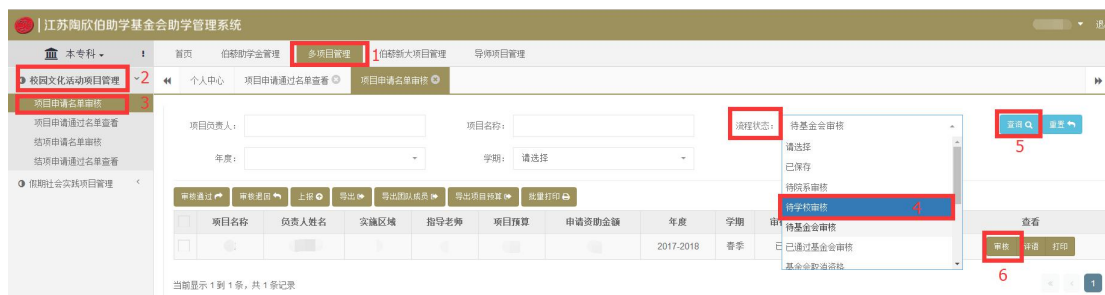 江苏陶欣伯助学基金会助学管理系统 退
本专科 首页 伯藜助学金管理 多项目管理 1 伯藜新大项目管理 导师项目管理
校园文化活动项目管理 2 个人中心 项目申请通过名单查看 项目申请名单审核
项目申请名单审核 3
项目申请通过名单查看
结项申请名单审核
结项申请通过名单查看
假期社会实践项目管理
项目负责人: 项目名称: 流程状态: 待基金会审核 查询 重置
5
年度: 学期: 请选择
请选择
已保存
待院系审核
待学校审核 4
待基金会审核
已通过基金会审核
基金会取消资格
审核通过 审核退回 上报 导出 导出团队成员 导出项目预算 批量打印
项目名称 负责人姓名 实施区域 指导老师 项目预算 申请资助金额 年度 学期 查看
2017-2018 春季 审核 评语 打印
6
当前显示 1 到 1 条，共 1 条记录 1